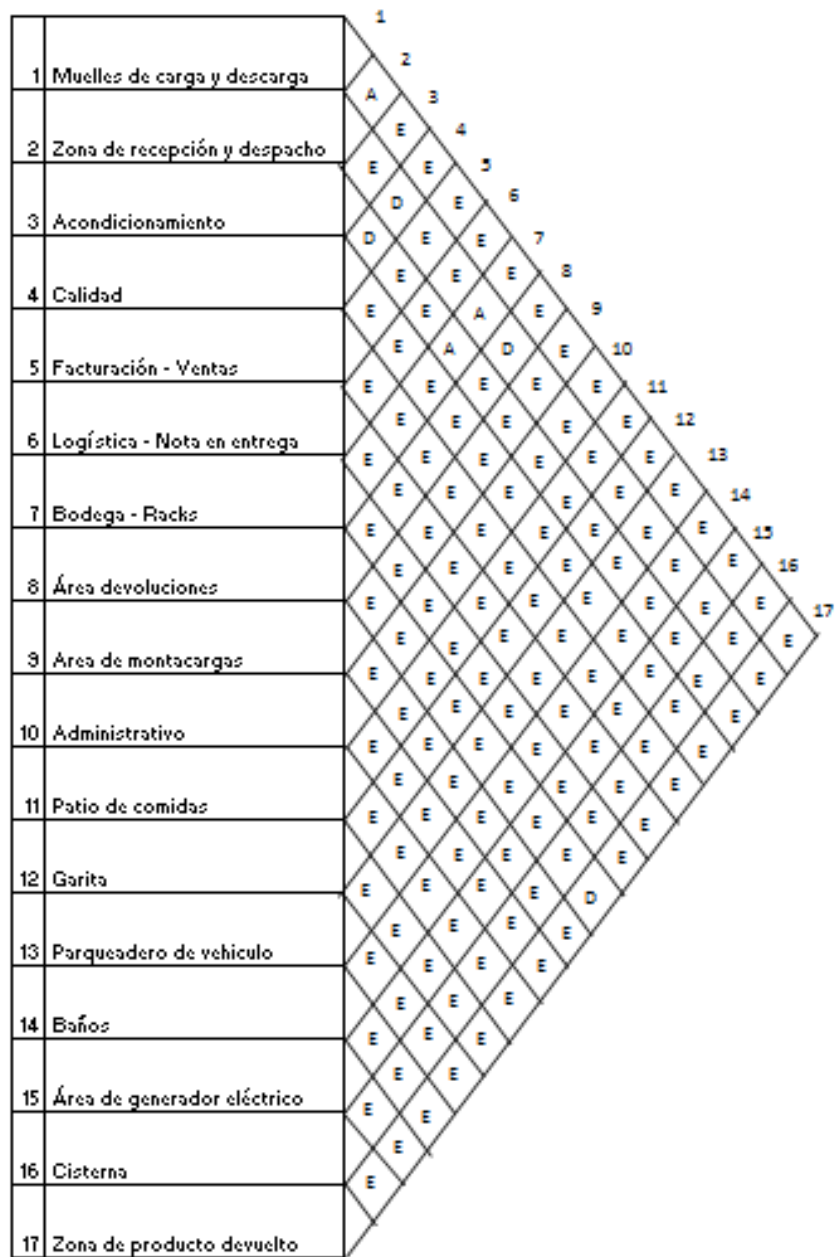 1
2
1 Muelles de carga y descarga
A 3
E 4
2 Zona de recepción y despacho
E E 5
D E 6
3 Acondicionamiento
D E E 7
E E E 8
4 Calidad
E E A E 9
E A D E 10
5 Facturación - Ventas
E E E E E 11
E E E E E 12
6 Logística - Nota en entrega
E E E E E E 13
E E E E E E 14
7 Bodega - Racks
E E E E E E E 15
E E E E E E E 16
8 Área devoluciones
E E E E E E E E 17
E E E E E E E E
9 Area de montacargas
E E E E E E E E
E E E E E E E
10 Administrativo
E E E E E E E
E E E E E E
11 Patio de comidas
E E E E E E
E E E E E
12 Garita
E E E E D
E E E E
13 Parqueadero de vehiculo
E E E E
E E E
14 Baños
E E E
E E
15 Área de generador eléctrico
E E
E
16 Cisterna
E
17 Zona de producto devuelto